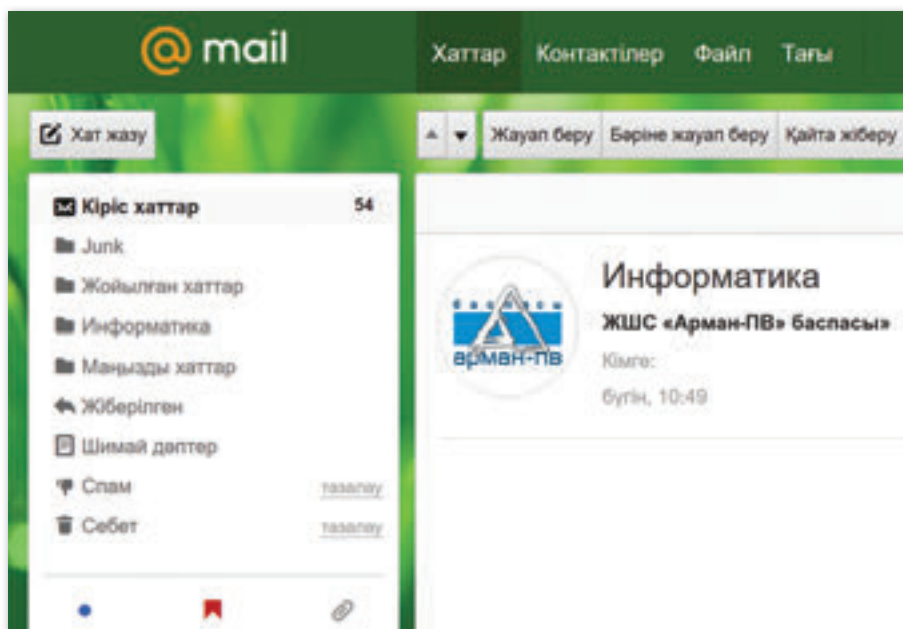 @ mail
Хаттар Контактілер Файл Тағы
Хат жазу
Жауап беру Бәріне жауап беру Қайта жіберу
Кіріс хаттар 54
Junk
Жойылған хаттар
Информатика
Маңызды хаттар
Жіберілген
Шимай дәптер
Спам тазалау
Себет тазалау
Информатика
ЖШС «Арман-ПВ» баспасы»
Кімге:
бүгін, 10:49
баспасы
арман-пв